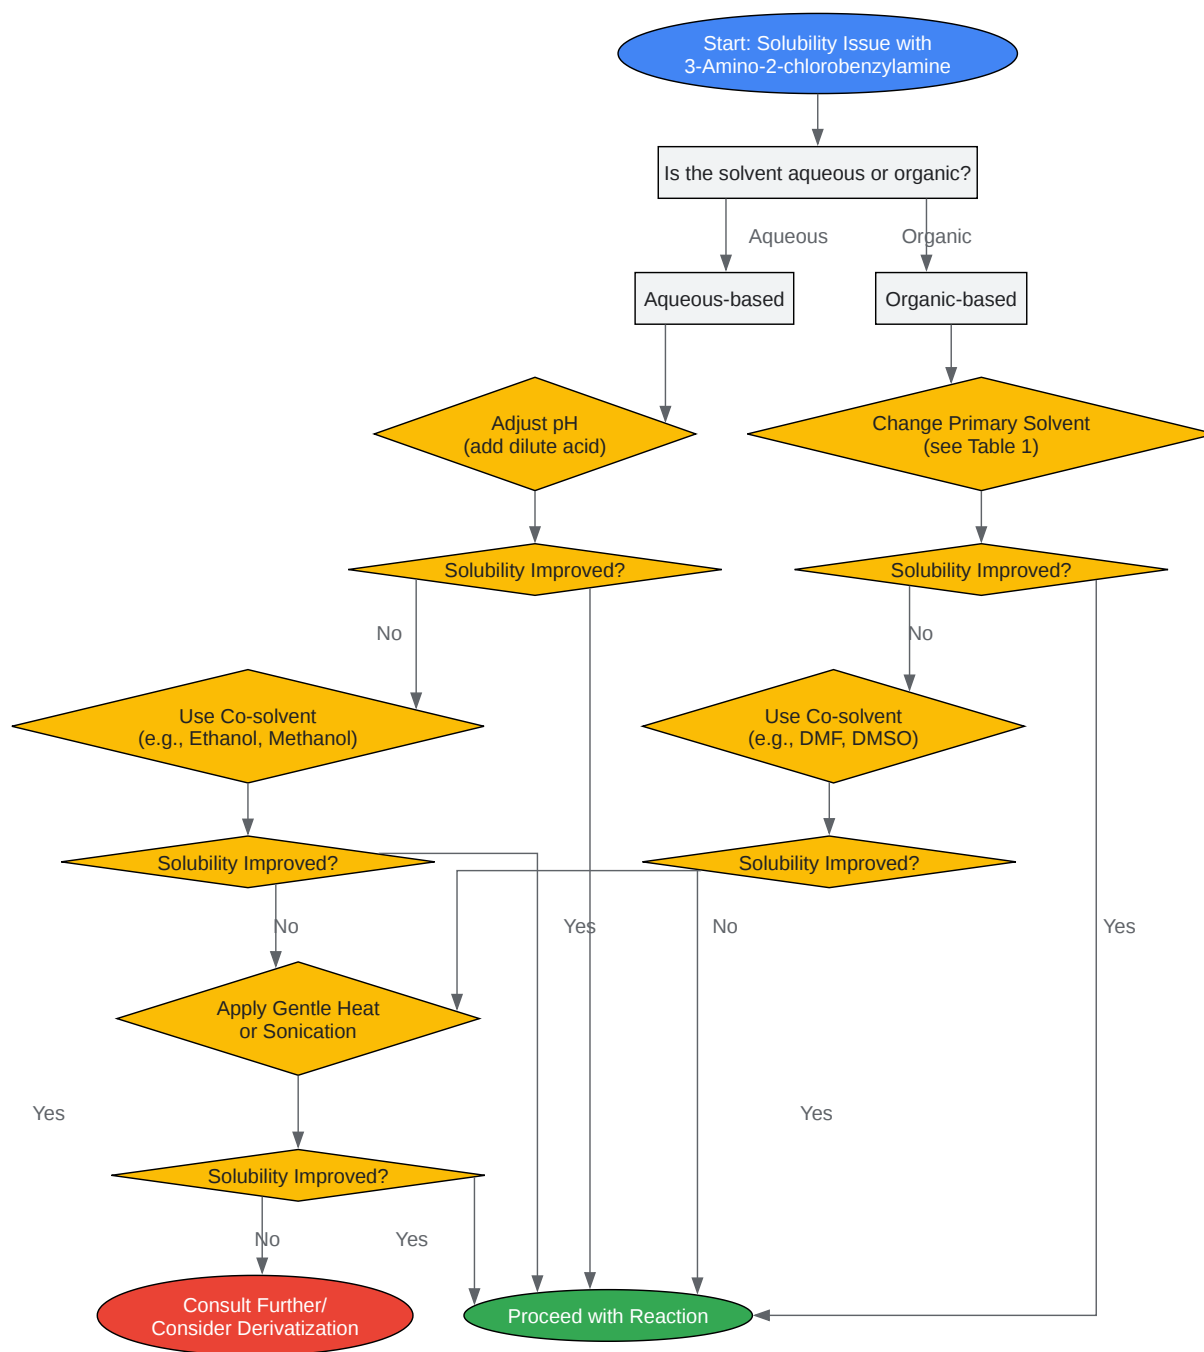 Start: Solubility Issue with
3-Amino-2-chlorobenzylamine
Is the solvent aqueous or organic?
Aqueous
Organic
Aqueous-based
Organic-based
Adjust pH
(add dilute acid)
Change Primary Solvent
(see Table 1)
Solubility Improved?
Solubility Improved?
No
No
Use Co-solvent
(e.g., Ethanol, Methanol)
Use Co-solvent
(e.g., DMF, DMSO)
Solubility Improved?
Solubility Improved?
No
Yes
No
Yes
Apply Gentle Heat
or Sonication
Yes
Yes
Solubility Improved?
No
Yes
Consult Further/
Consider Derivatization
Proceed with Reaction